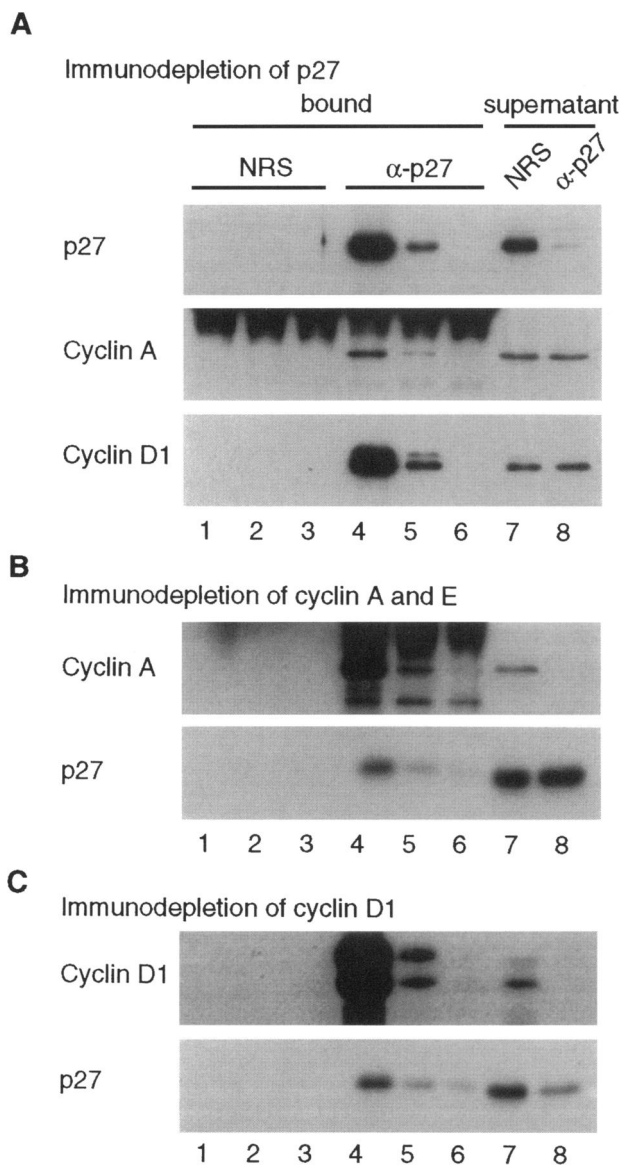 A
Immunodepletion of p27
bound supernatant
NRS α-p27 NRS α-p27
p27
Cyclin A
Cyclin D1
1 2 3 4 5 6 7 8
B
Immunodepletion of cyclin A and E
Cyclin A
p27
1 2 3 4 5 6 7 8
C
Immunodepletion of cyclin D1
Cyclin D1
p27
1 2 3 4 5 6 7 8